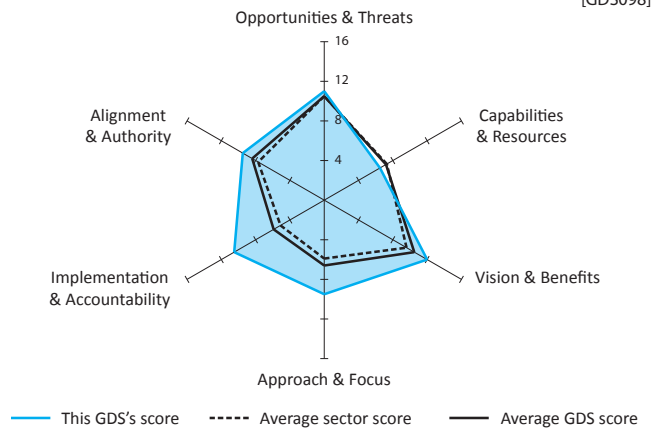 [GDS098]
Opportunities & Threats
16
12
8
4
Alignment
& Authority
Capabilities
& Resources
Implementation
& Accountability
Vision & Benefits
Approach & Focus
This GDS's score
Average sector score
Average GDS score